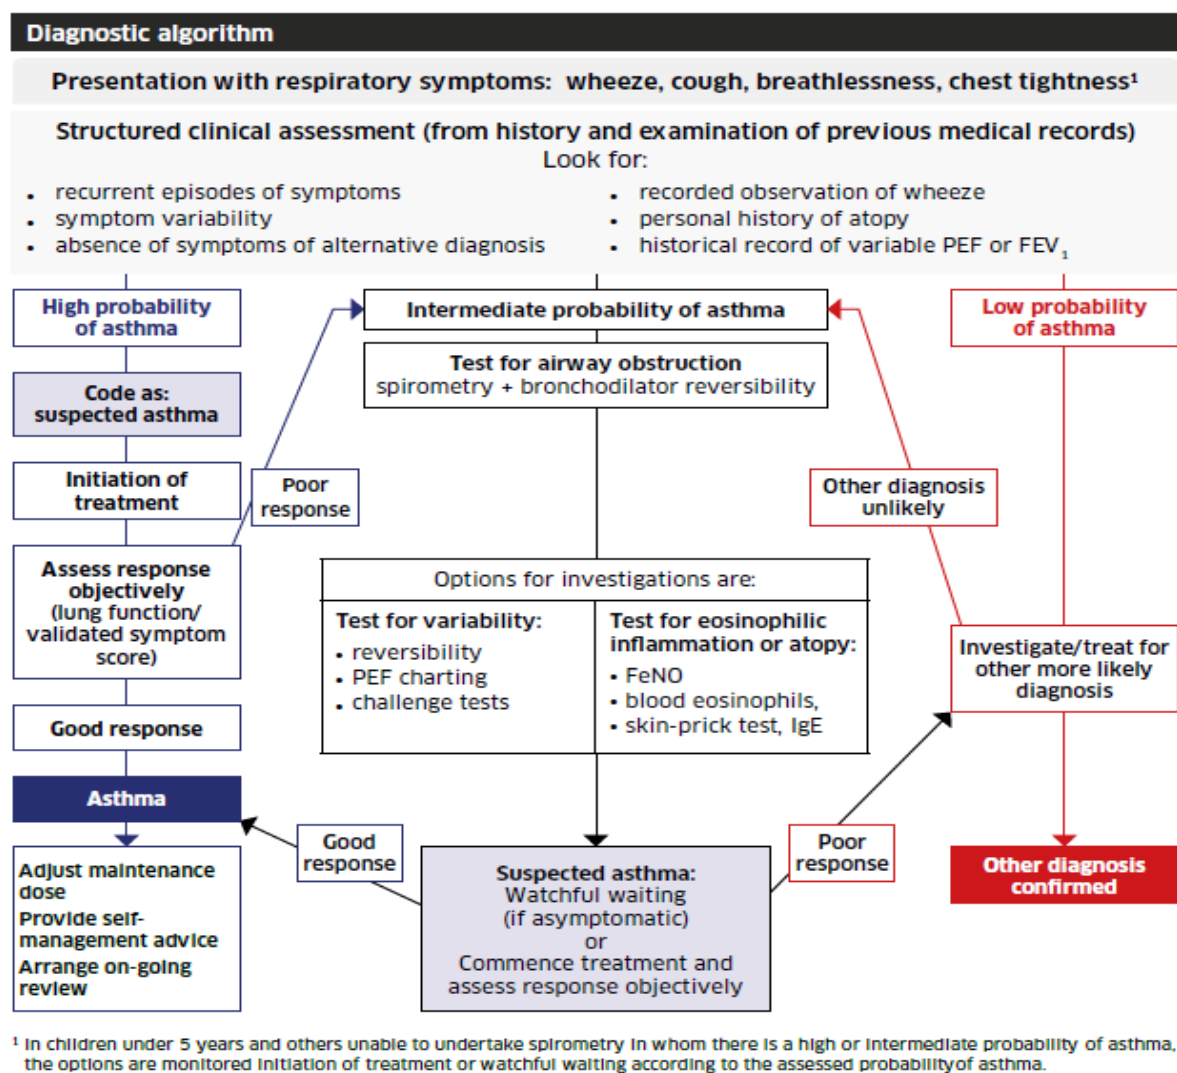 Diagnostic algorithm
Presentation with respiratory symptoms: wheeze, cough, breathlessness, chest tightness¹
Structured clinical assessment (from history and examination of previous medical records)
Look for:
• recurrent episodes of symptoms
• symptom variability
• absence of symptoms of alternative diagnosis
• recorded observation of wheeze
• personal history of atopy
• historical record of variable PEF or FEV₁
High probability
of asthma
Code as:
suspected asthma
Initiation of
treatment
Assess response
objectively
(lung function/
validated symptom
score)
Good response
Asthma
Adjust maintenance
dose
Provide self-
management advice
Arrange on-going
review
Poor
response
Intermediate probability of asthma
Test for airway obstruction
spirometry + bronchodilator reversibility
Options for investigations are:
Test for variability:
• reversibility
• PEF charting
• challenge tests
Test for eosinophilic
inflammation or atopy:
• FeNO
• blood eosinophils,
• skin-prick test, IgE
Good
response
Suspected asthma:
Watchful waiting
(if asymptomatic)
or
Commence treatment and
assess response objectively
Poor
response
Other diagnosis
unlikely
Low probability
of asthma
Investigate/treat for
other more likely
diagnosis
Other diagnosis
confirmed
¹ In children under 5 years and others unable to undertake spirometry in whom there is a high or intermediate probability of asthma,
the options are monitored initiation of treatment or watchful waiting according to the assessed probabilityof asthma.